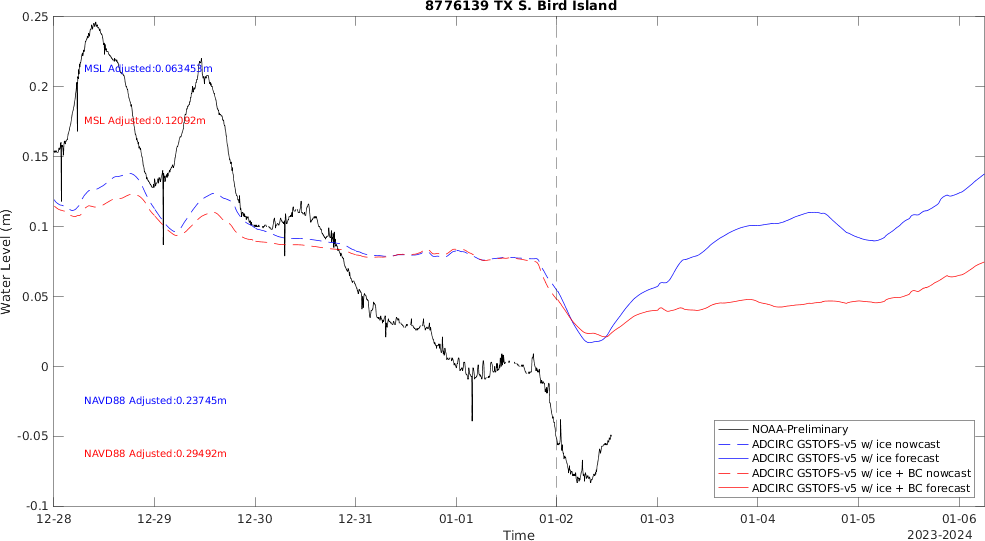 8776139 TX S. Bird Island
0.25
0.2
0.15
0.1
0.05
0
-0.05
-0.1
Water Level (m)
MSL Adjusted:0.063453m
MSL Adjusted:0.12092m
NAVD88 Adjusted:0.23745m
NAVD88 Adjusted:0.29492m
NOAA-Preliminary
ADCIRC GSTOFS-v5 w/ ice nowcast
ADCIRC GSTOFS-v5 w/ ice forecast
ADCIRC GSTOFS-v5 w/ ice + BC nowcast
ADCIRC GSTOFS-v5 w/ ice + BC forecast
12-28 12-29 12-30 12-31 01-01 01-02 01-03 01-04 01-05 01-06
Time
2023-2024